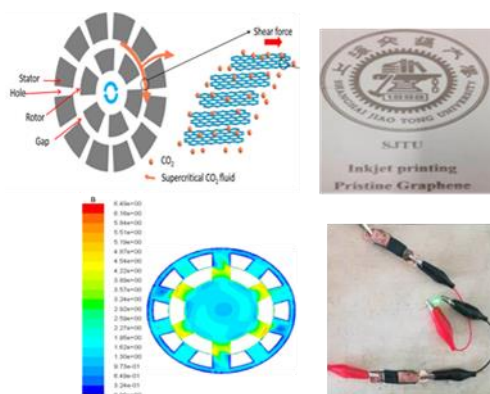 Shear force
Stator
Hole
Rotor
Gap
CO₂
Supercritical CO₂ fluid
上海交通大学
SHANGHAI JIAO TONG UNIVERSITY
SJTU
Inkjet printing
Pristine Graphene
6.49e+00
6.16e+00
5.84e+00
5.51e+00
5.19e+00
4.87e+00
4.54e+00
4.22e+00
3.89e+00
3.57e+00
3.24e+00
2.92e+00
2.59e+00
2.27e+00
1.95e+00
1.62e+00
1.30e+00
9.73e-01
6.49e-01
3.24e-01